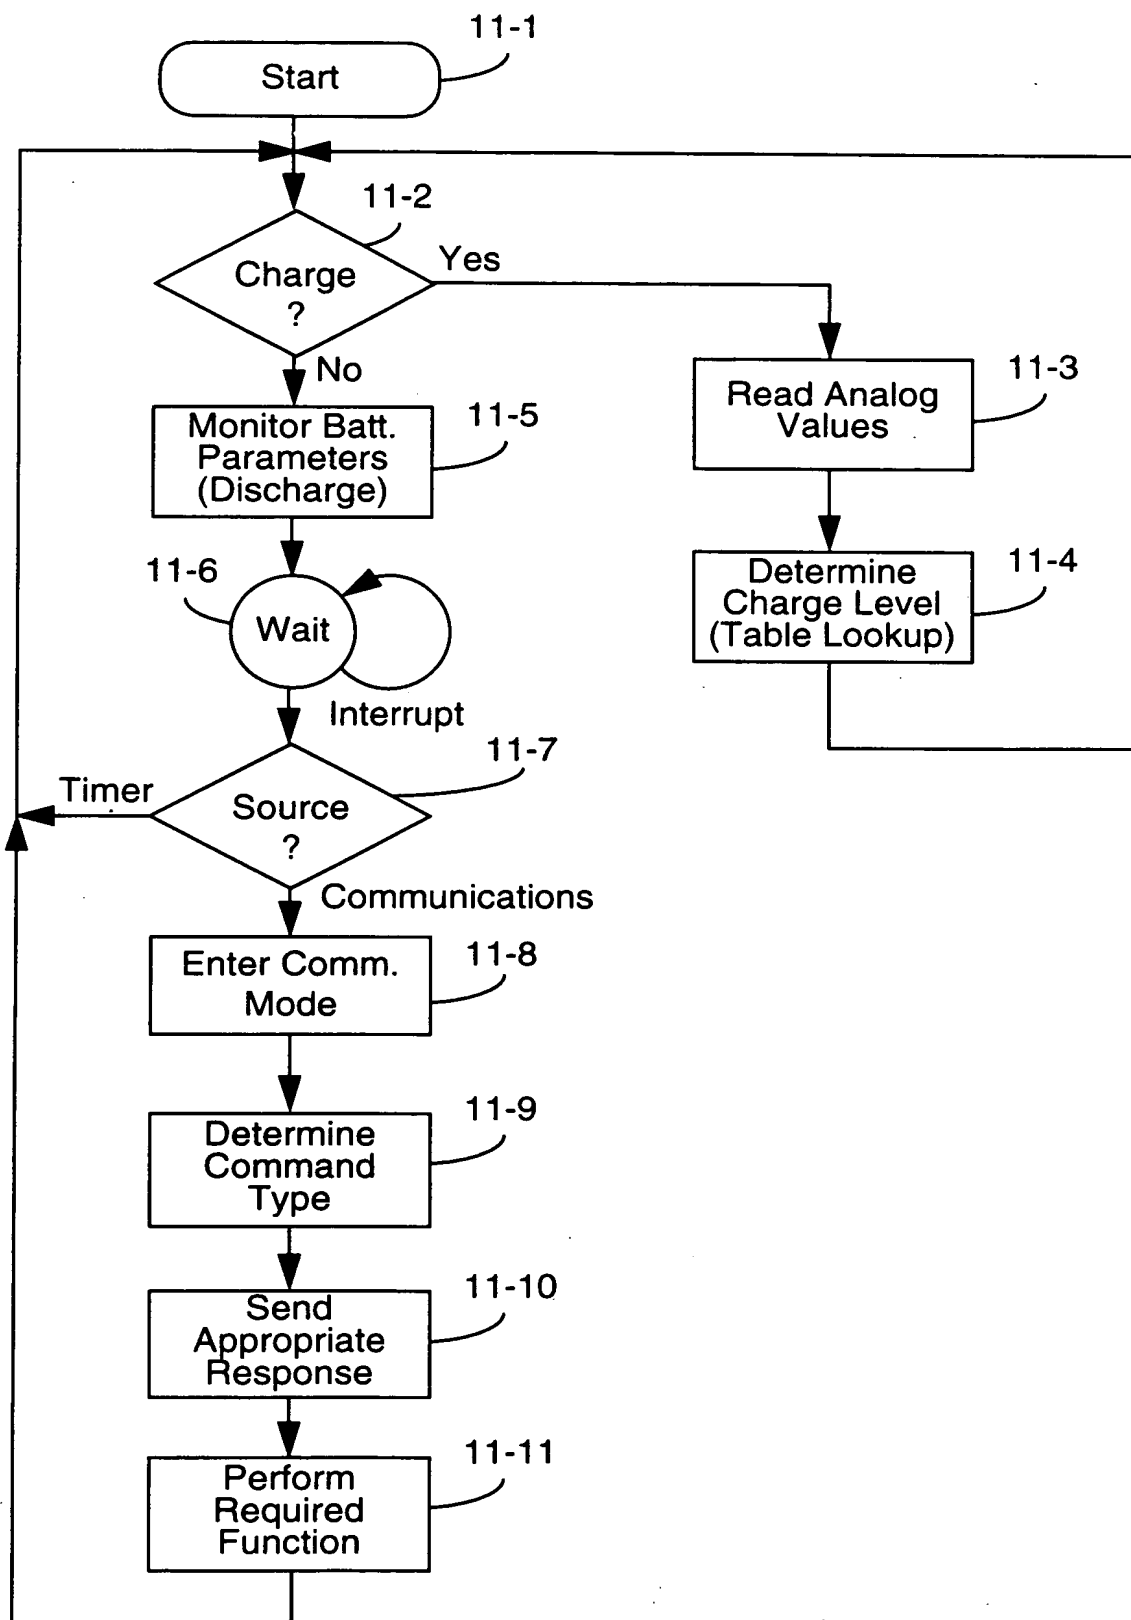 11-1
Start
11-2
Charge
?
Yes
No
11-3
Read Analog
Values
11-5
Monitor Batt.
Parameters
(Discharge)
11-4
Determine
Charge Level
(Table Lookup)
11-6
Wait
Interrupt
11-7
Timer
Source
?
Communications
11-8
Enter Comm.
Mode
11-9
Determine
Command
Type
11-10
Send
Appropriate
Response
11-11
Perform
Required
Function